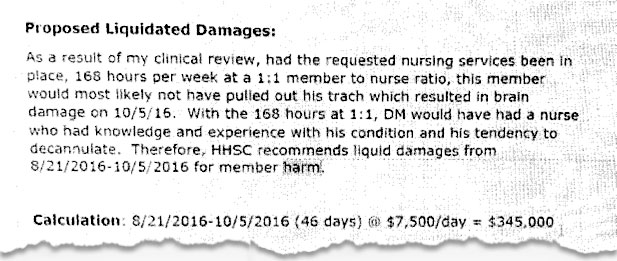 Proposed Liquidated Damages:
As a result of my clinical review, had the requested nursing services been in
place, 168 hours per week at a 1:1 member to nurse ratio, this member
would most likely not have pulled out his trach which resulted in brain
damage on 10/5/16. With the 168 hours at 1:1, DM would have had a nurse
who had knowledge and experience with his condition and his tendency to
decannulate. Therefore, HHSC recommends liquid damages from
8/21/2016-10/5/2016 for member harm.
Calculation: 8/21/2016-10/5/2016 (46 days) @ $7,500/day = $345,000